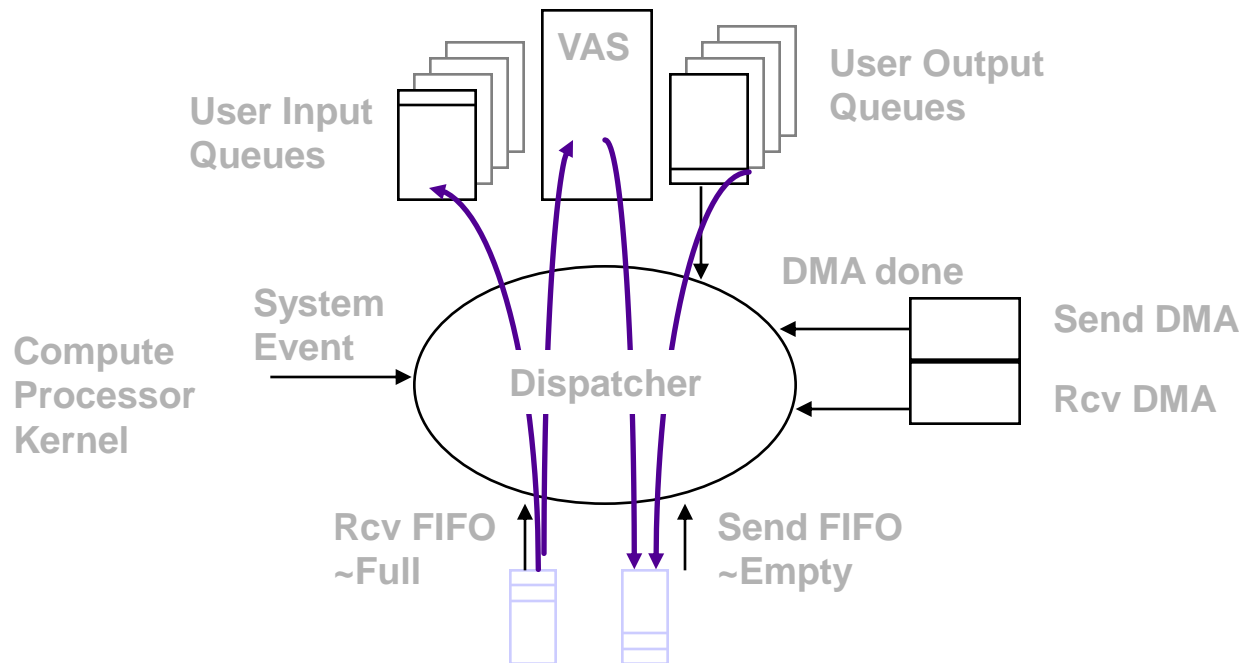 VAS
User Output
Queues
User Input
Queues
DMA done
System
Event
Send DMA
Compute
Processor
Kernel
Dispatcher
Rcv DMA
Rcv FIFO
~Full
Send FIFO
~Empty